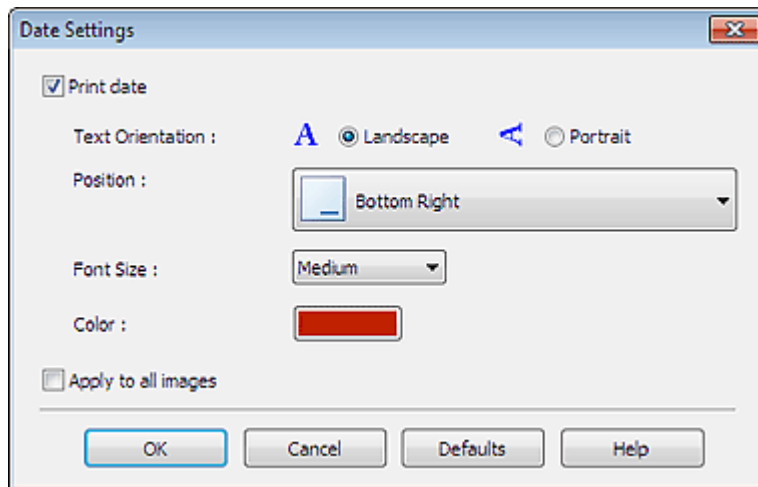 Date Settings
Print date
Text Orientation : A Landscape A Portrait
Position : Bottom Right
Font Size : Medium
Color :
Apply to all images
OK Cancel Defaults Help